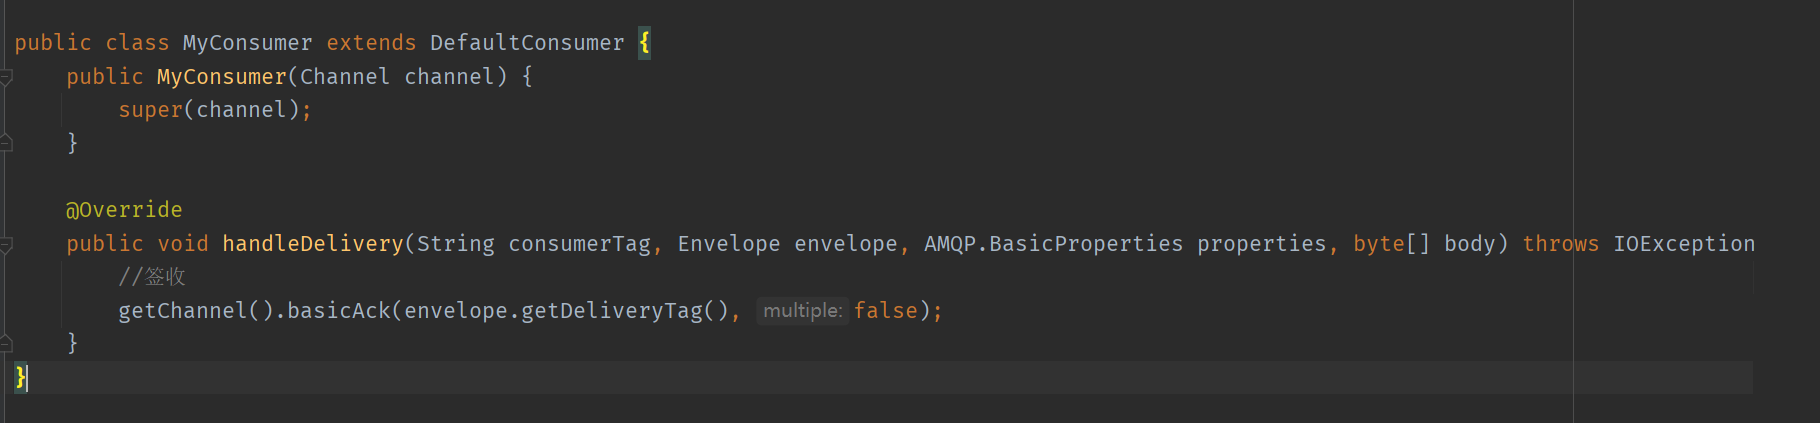 public class MyConsumer extends DefaultConsumer {
    public MyConsumer(Channel channel) {
        super(channel);
    }

    @Override
    public void handleDelivery(String consumerTag, Envelope envelope, AMQP.BasicProperties properties, byte[] body) throws IOException
        //签收
        getChannel().basicAck(envelope.getDeliveryTag(), multiple: false);
    }
}